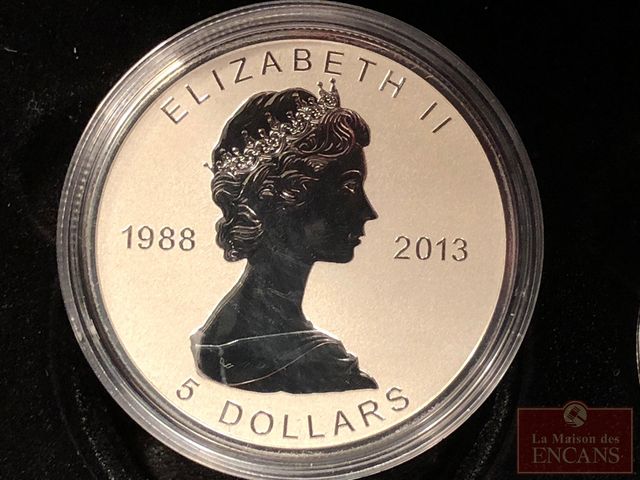 ELIZABETH II
1988 2013
5 DOLLARS
La Maison des
ENCANS